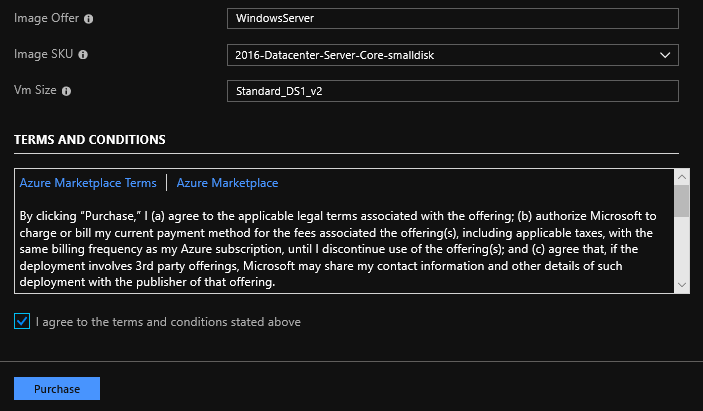 Image Offer WindowsServer
Image SKU 2016-Datacenter-Server-Core-smalldisk
Vm Size Standard_DS1_v2
TERMS AND CONDITIONS
Azure Marketplace Terms Azure Marketplace
By clicking "Purchase," I (a) agree to the applicable legal terms associated with the offering; (b) authorize Microsoft to
charge or bill my current payment method for the fees associated the offering(s), including applicable taxes, with
the same billing frequency as my Azure subscription, until I discontinue use of the offering(s); and (c) agree that, if the
deployment involves 3rd party offerings, Microsoft may share my contact information and other details of such
deployment with the publisher of that offering.
I agree to the terms and conditions stated above
Purchase